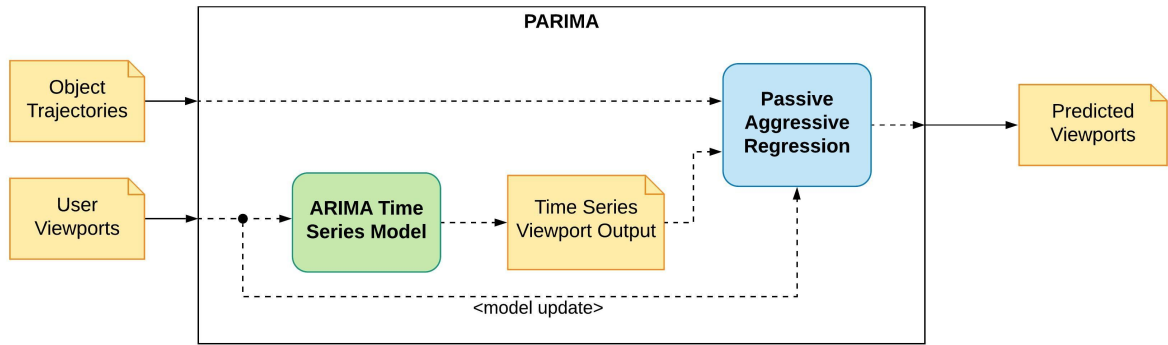 PARIMA
Object
Trajectories
Passive
Aggressive
Regression
Predicted
Viewports
User
Viewports
ARIMA Time
Series Model
Time Series
Viewport Output
<model update>